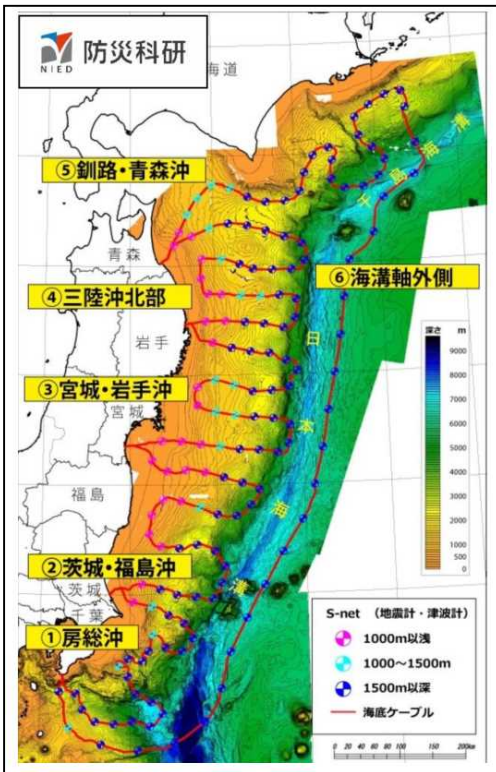 NIED 防災科研
海道
⑤釧路・青森沖
千島海溝
青森
⑥海溝軸外側
④三陸沖北部
岩手
日本海溝
深さ m
9000
8000
7000
6000
5000
4000
3000
2000
1000
500
0
③宮城・岩手沖
宮城
福島
②茨城・福島沖
茨城
千葉
①房総沖
S-net （地震計・津波計）
1000m以浅
1000～1500m
1500m以深
海底ケーブル
0 20 40 60 80 100 200km